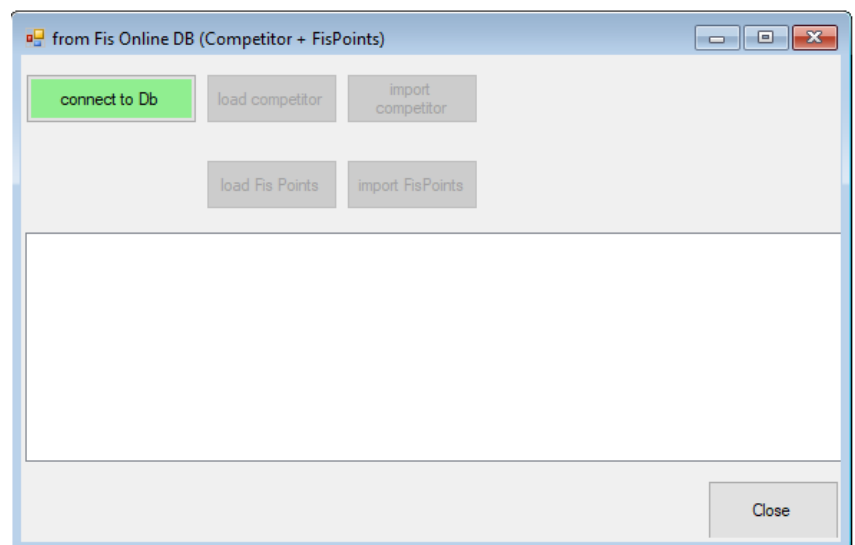 from Fis Online DB (Competitor + FisPoints)
connect to Db
load competitor
import
competitor
load Fis Points
import FisPoints
Close